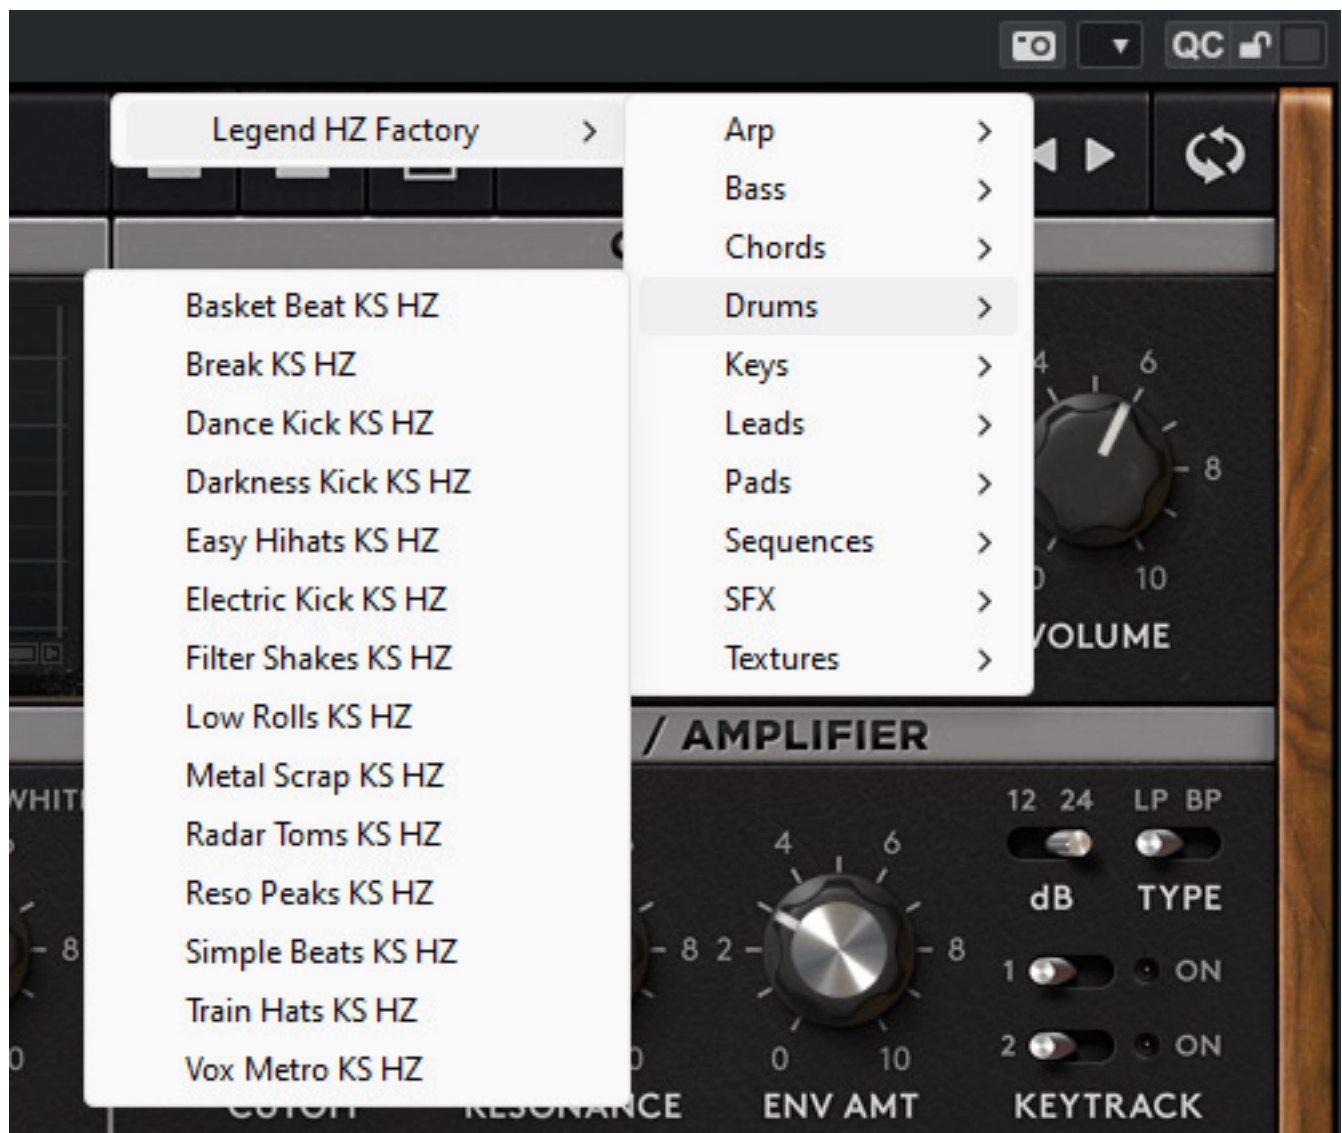 QC
Legend HZ Factory
Arp
Bass
Chords
Drums
Keys
Leads
Pads
Sequences
SFX
Textures
Basket Beat KS HZ
Break KS HZ
Dance Kick KS HZ
Darkness Kick KS HZ
Easy Hihats KS HZ
Electric Kick KS HZ
Filter Shakes KS HZ
Low Rolls KS HZ
Metal Scrap KS HZ
Radar Toms KS HZ
Reso Peaks KS HZ
Simple Beats KS HZ
Train Hats KS HZ
Vox Metro KS HZ
4 6
8
10
VOLUME
/ AMPLIFIER
12 24 LP BP
dB TYPE
4 6
8 8 2 8
1 ON
2 ON
0 10
CUTOFF RESONANCE ENV AMT KEYTRACK